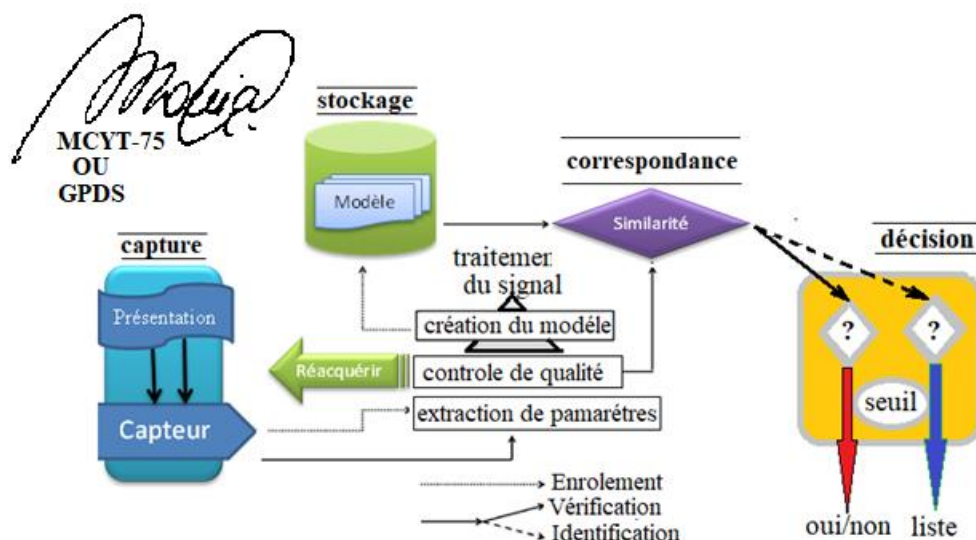 MCYT-75
OU
GPDS
stockage
Modèle
correspondance
Similarité
capture
Présentation
Capteur
traitemen
du signal
création du modèle
Réacquérir
controle de qualité
extraction de pamarétres
décision
?
?
seuil
oui/non
liste
Enrolement
Vérification
Identification